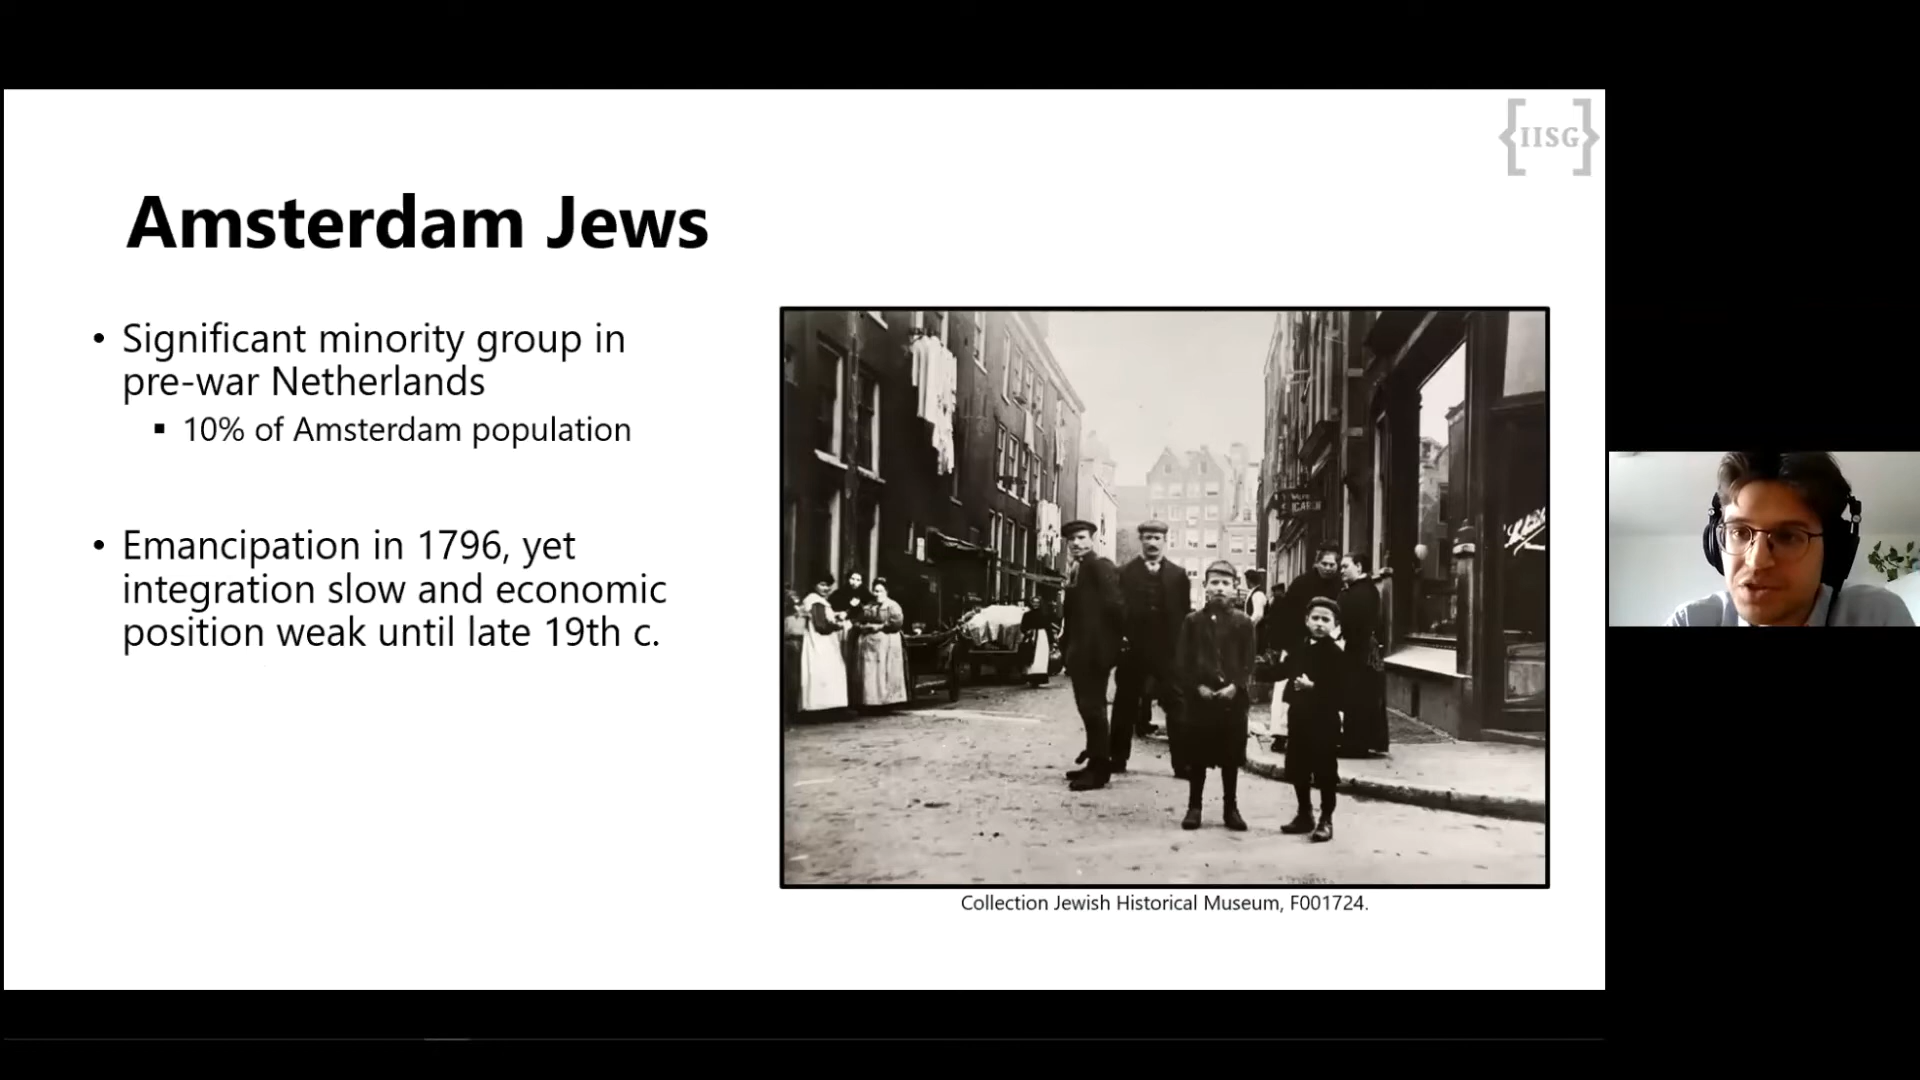 IISG
Amsterdam Jews
• Significant minority group in
pre-war Netherlands
▪ 10% of Amsterdam population
• Emancipation in 1796, yet
integration slow and economic
position weak until late 19th c.
Collection Jewish Historical Museum, F001724.